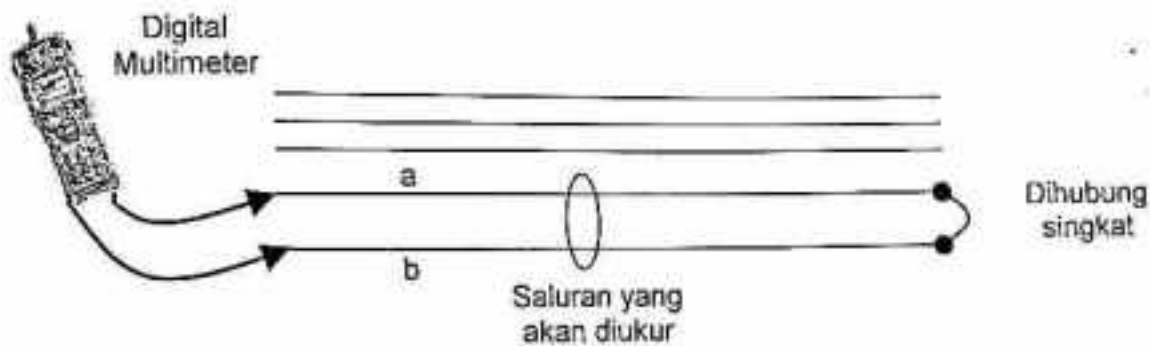 Digital
Multimeter
a
b
Saluran yang
akan diukur
Dihubung
singkat